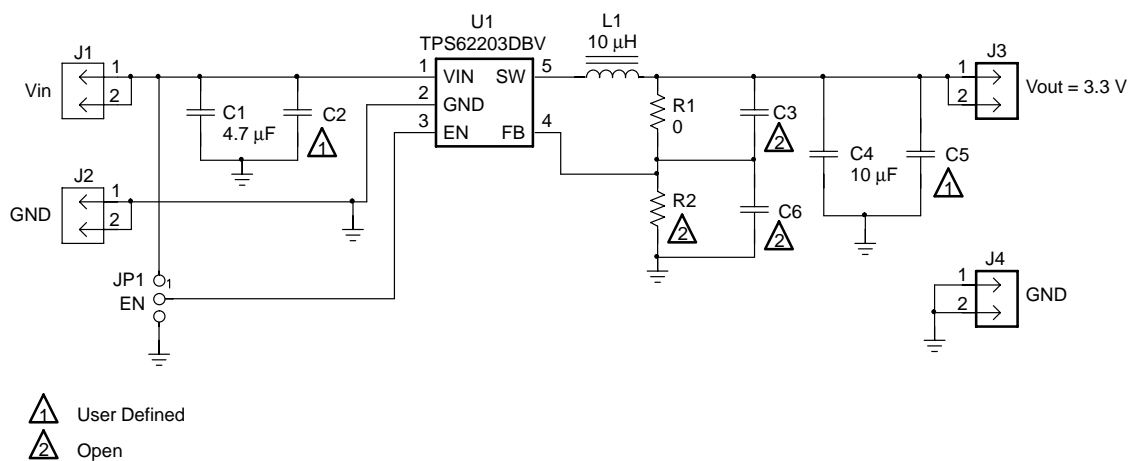 U1
TPS62203DBV
L1
10 μH
J1
Vin
1
2
C1
4.7 μF
C2
1
1 VIN
2 GND
3 EN
SW 5
FB 4
R1
0
C3
2
R2
2
C6
2
C4
10 μF
C5
1
J3
1
2
Vout = 3.3 V
J2
GND
1
2
JP1
1
EN
J4
1
2
GND
1 User Defined
2 Open